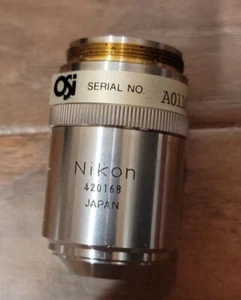 OSi SERIAL NO.
Nikon
420168
JAPAN